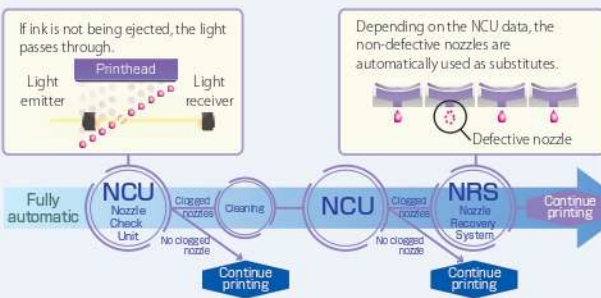 If ink is not being ejected, the light
passes through.
Printhead
Light
emitter
Light
receiver
Depending on the NCU data, the
non-defective nozzles are
automatically used as substitutes.
Defective nozzle
Fully
automatic
NCU
Nozzle
Check
Unit
Clogged
nozzles
No clogged
nozzle
Continue
printing
Cleaning
NCU
Clogged
nozzles
No clogged
nozzle
Continue
printing
NRS
Nozzle
Recovery
System
Continue
printing